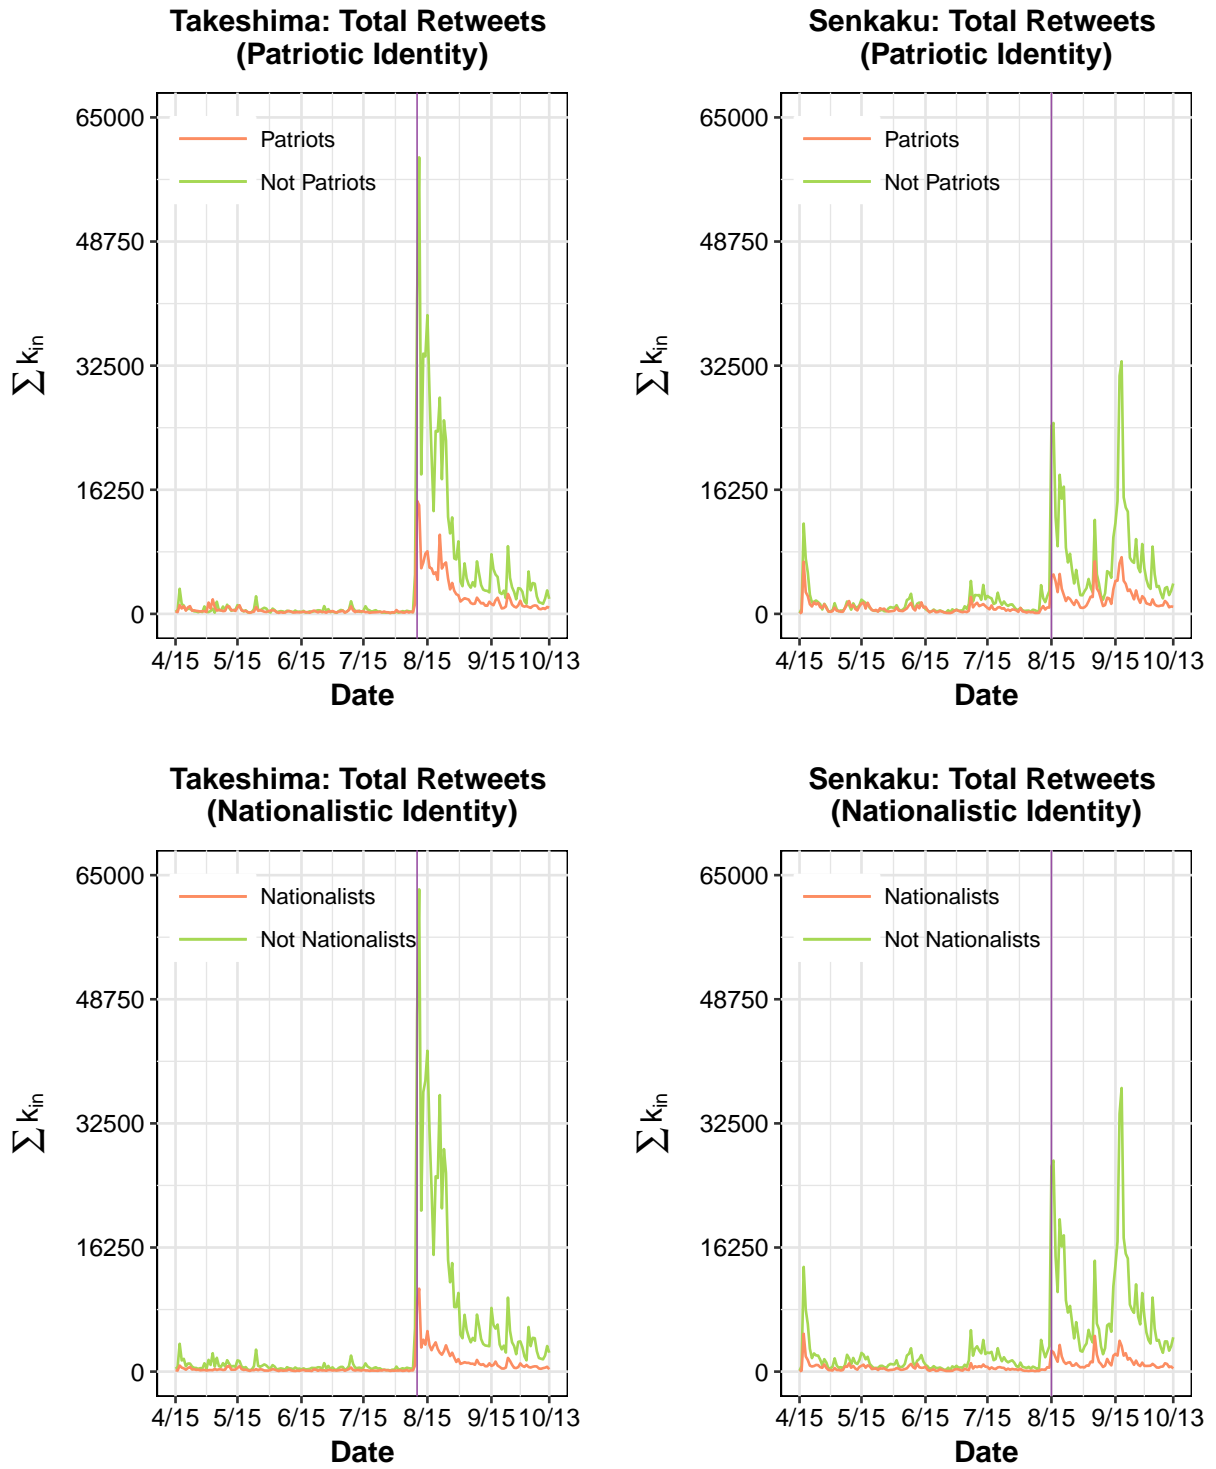 Takeshima: Total Retweets
(Patriotic Identity)
65000
48750
32500
16250
0
∑ kin
Patriots
Not Patriots
4/15 5/15 6/15 7/15 8/15 9/15 10/13
Date
Senkaku: Total Retweets
(Patriotic Identity)
65000
48750
32500
16250
0
∑ kin
Patriots
Not Patriots
4/15 5/15 6/15 7/15 8/15 9/15 10/13
Date
Takeshima: Total Retweets
(Nationalistic Identity)
65000
48750
32500
16250
0
∑ kin
Nationalists
Not Nationalists
4/15 5/15 6/15 7/15 8/15 9/15 10/13
Date
Senkaku: Total Retweets
(Nationalistic Identity)
65000
48750
32500
16250
0
∑ kin
Nationalists
Not Nationalists
4/15 5/15 6/15 7/15 8/15 9/15 10/13
Date